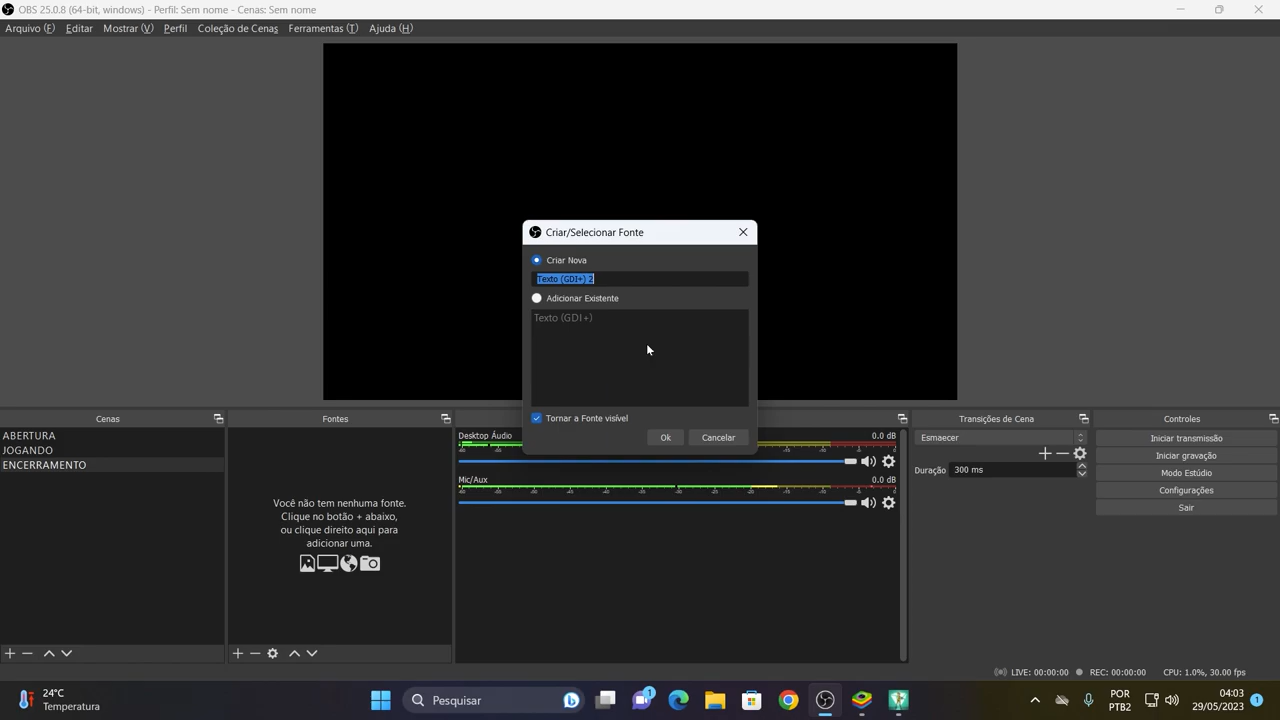 OBS 25.0.8 (64-bit, windows) - Perfil: Sem nome - Cenas: Sem nome
Arquivo (F) Editar Mostrar (V) Perfil Coleção de Cenas Ferramentas (T) Ajuda (H)
Criar/Selecionar Fonte
Criar Nova
Texto (GDI+) 2
Adicionar Existente
Texto (GDI+)
Tornar a Fonte visível
Ok Cancelar
Cenas
ABERTURA
JOGANDO
ENCERRAMENTO
Fontes
Você não tem nenhuma fonte.
Clique no botão + abaixo,
ou clique direito aqui para
adicionar uma.
Desktop Áudio 0.0 dB
Mic/Aux 0.0 dB
Transições de Cena
Esmaecer
Duração 300 ms
Controles
Iniciar transmissão
Iniciar gravação
Modo Estúdio
Configurações
Sair
LIVE: 00:00:00 REC: 00:00:00 CPU: 1.0%, 30.00 fps
24°C
Temperatura
Pesquisar
1
POR
PTB2
04:03
29/05/2023
1